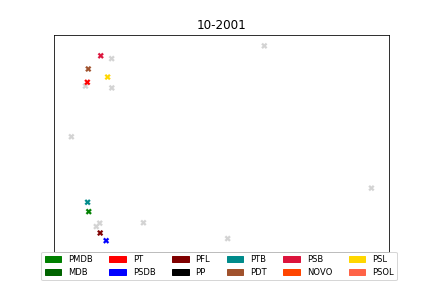 10-2001
PMDB PT PFL PTB PSB PSL
MDB PSDB PP PDT NOVO PSOL